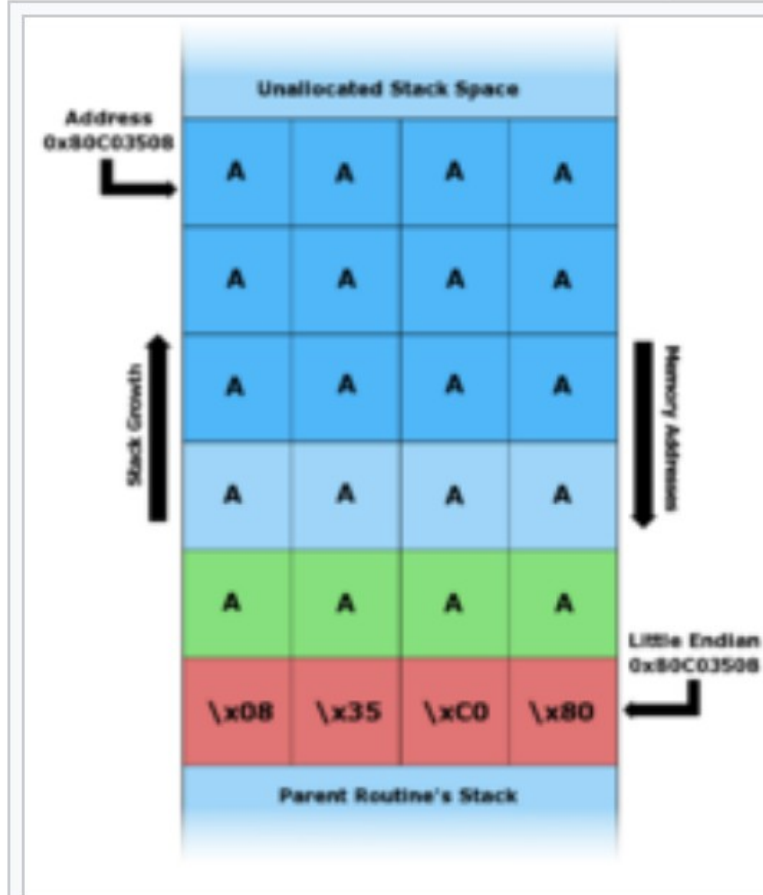 Unallocated Stack Space
Address
0x80C03508
A A A A
A A A A
Stack Growth
Memory Addresses
A A A A
A A A A
A A A A
Little Endian
0x80C03508
\x08 \x35 \xC0 \x80
Parent Routine's Stack